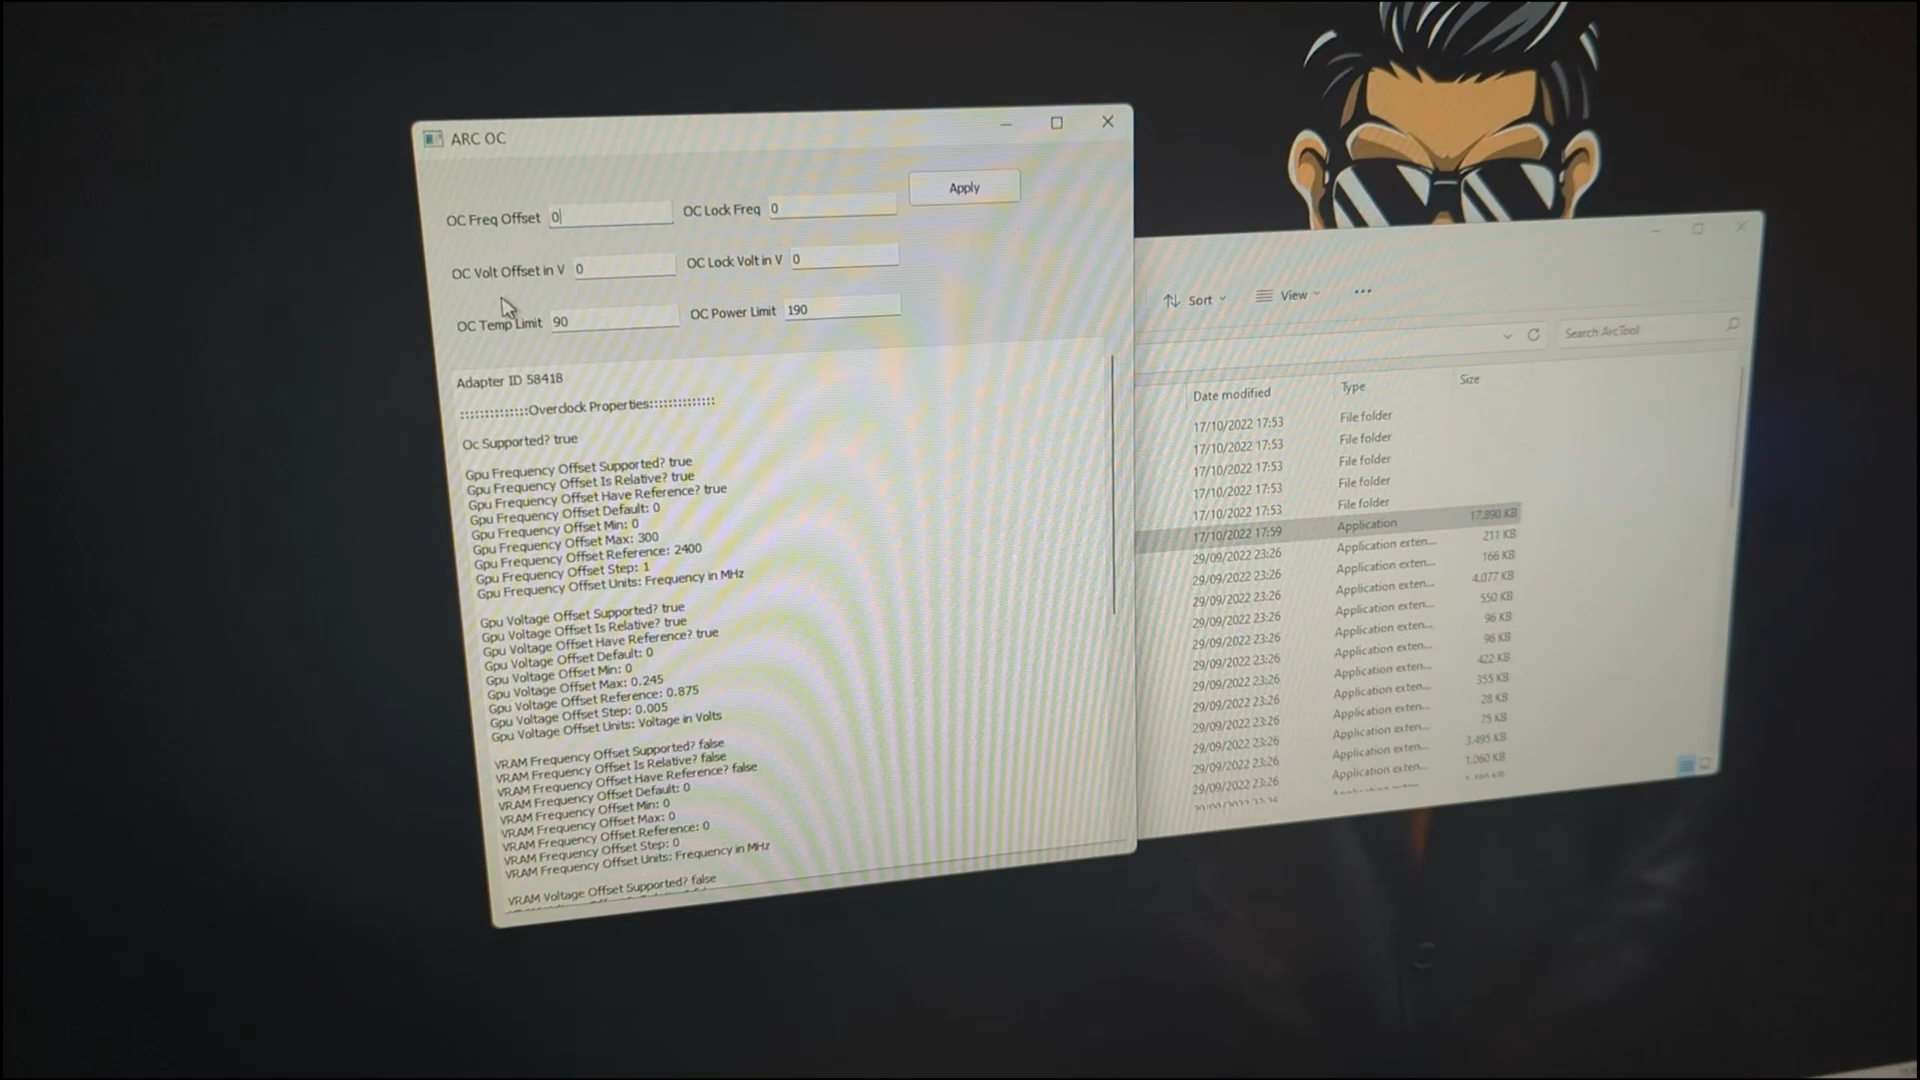 ARC OC
Apply
OC Freq Offset 0 OC Lock Freq 0
OC Volt Offset in V 0 OC Lock Volt in V 0
OC Temp Limit 90 OC Power Limit 190
Adapter ID 58418
::::::::::::::Overclock Properties::::::::::::::
Oc Supported? true
Gpu Frequency Offset Supported? true
Gpu Frequency Offset Is Relative? true
Gpu Frequency Offset Have Reference? true
Gpu Frequency Offset Default: 0
Gpu Frequency Offset Min: 0
Gpu Frequency Offset Max: 300
Gpu Frequency Offset Reference: 2400
Gpu Frequency Offset Step: 1
Gpu Frequency Offset Units: Frequency in MHz
Gpu Voltage Offset Supported? true
Gpu Voltage Offset Is Relative? true
Gpu Voltage Offset Have Reference? true
Gpu Voltage Offset Default: 0
Gpu Voltage Offset Min: 0
Gpu Voltage Offset Max: 0.245
Gpu Voltage Offset Reference: 0.875
Gpu Voltage Offset Step: 0.005
Gpu Voltage Offset Units: Voltage in Volts
VRAM Frequency Offset Supported? false
VRAM Frequency Offset Is Relative? false
VRAM Frequency Offset Have Reference? false
VRAM Frequency Offset Default: 0
VRAM Frequency Offset Min: 0
VRAM Frequency Offset Max: 0
VRAM Frequency Offset Reference: 0
VRAM Frequency Offset Step: 0
VRAM Frequency Offset Units: Frequency in MHz
VRAM Voltage Offset Supported? false
Sort View ...
Search ArcTool
Date modified Type Size
17/10/2022 17:53 File folder
17/10/2022 17:53 File folder
17/10/2022 17:53 File folder
17/10/2022 17:53 File folder
17/10/2022 17:53 File folder
17/10/2022 17:59 Application 17.390 KB
29/09/2022 23:26 Application exten... 211 KB
29/09/2022 23:26 Application exten... 166 KB
29/09/2022 23:26 Application exten... 4.077 KB
29/09/2022 23:26 Application exten... 550 KB
29/09/2022 23:26 Application exten... 96 KB
29/09/2022 23:26 Application exten... 96 KB
29/09/2022 23:26 Application exten... 422 KB
29/09/2022 23:26 Application exten... 355 KB
29/09/2022 23:26 Application exten... 28 KB
29/09/2022 23:26 Application exten... 75 KB
29/09/2022 23:26 Application exten... 3.495 KB
29/09/2022 23:26 Application exten... 1.060 KB